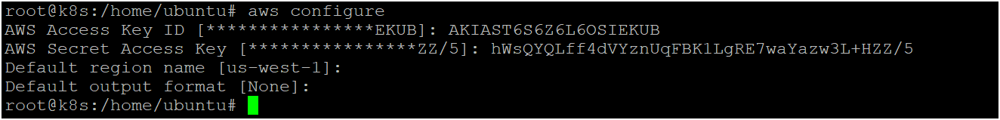 root@k8s:/home/ubuntu# aws configure
AWS Access Key ID [****************EKUB]: AKIAST6S6Z6L6OSIEKUB
AWS Secret Access Key [****************ZZ/5]: 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
Default region name [us-west-1]:
Default output format [None]:
root@k8s:/home/ubuntu#